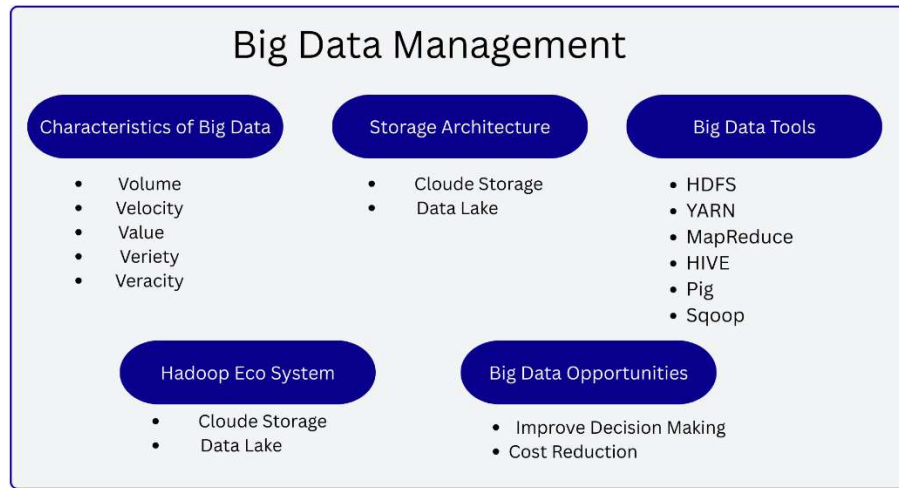 Big Data Management
Characteristics of Big Data
Volume
Velocity
Value
Veriety
Veracity
Storage Architecture
Cloude Storage
Data Lake
Big Data Tools
HDFS
YARN
MapReduce
HIVE
Pig
Sqoop
Hadoop Eco System
Cloude Storage
Data Lake
Big Data Opportunities
Improve Decision Making
Cost Reduction